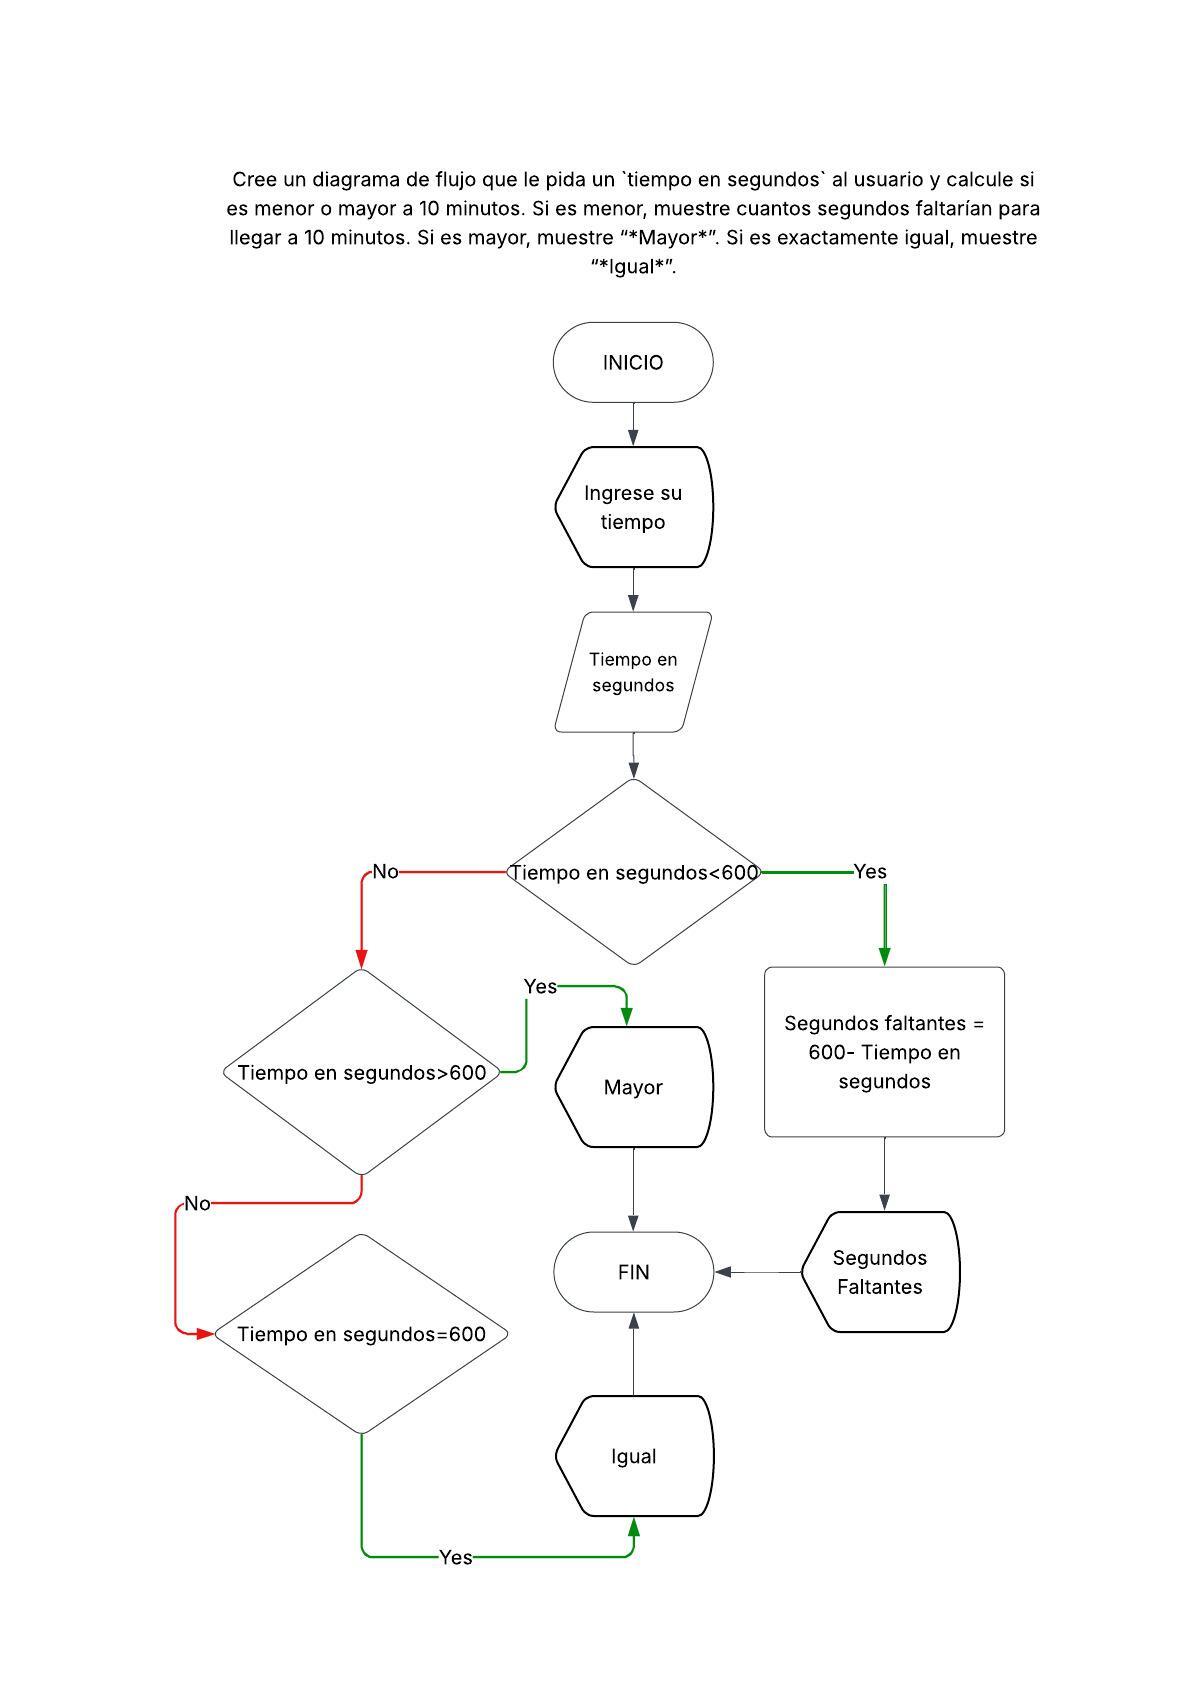 Cree un diagrama de flujo que le pida un `tiempo en segundos` al usuario y calcule si
es menor o mayor a 10 minutos. Si es menor, muestre cuantos segundos faltarían para
llegar a 10 minutos. Si es mayor, muestre “*Mayor*”. Si es exactamente igual, muestre
“*Igual*”.
INICIO
Ingrese su
tiempo
Tiempo en
segundos
No
Tiempo en segundos<600
Yes
Yes
Segundos faltantes =
600- Tiempo en
segundos
Tiempo en segundos>600
Mayor
No
FIN
Segundos
Faltantes
Tiempo en segundos=600
Igual
Yes